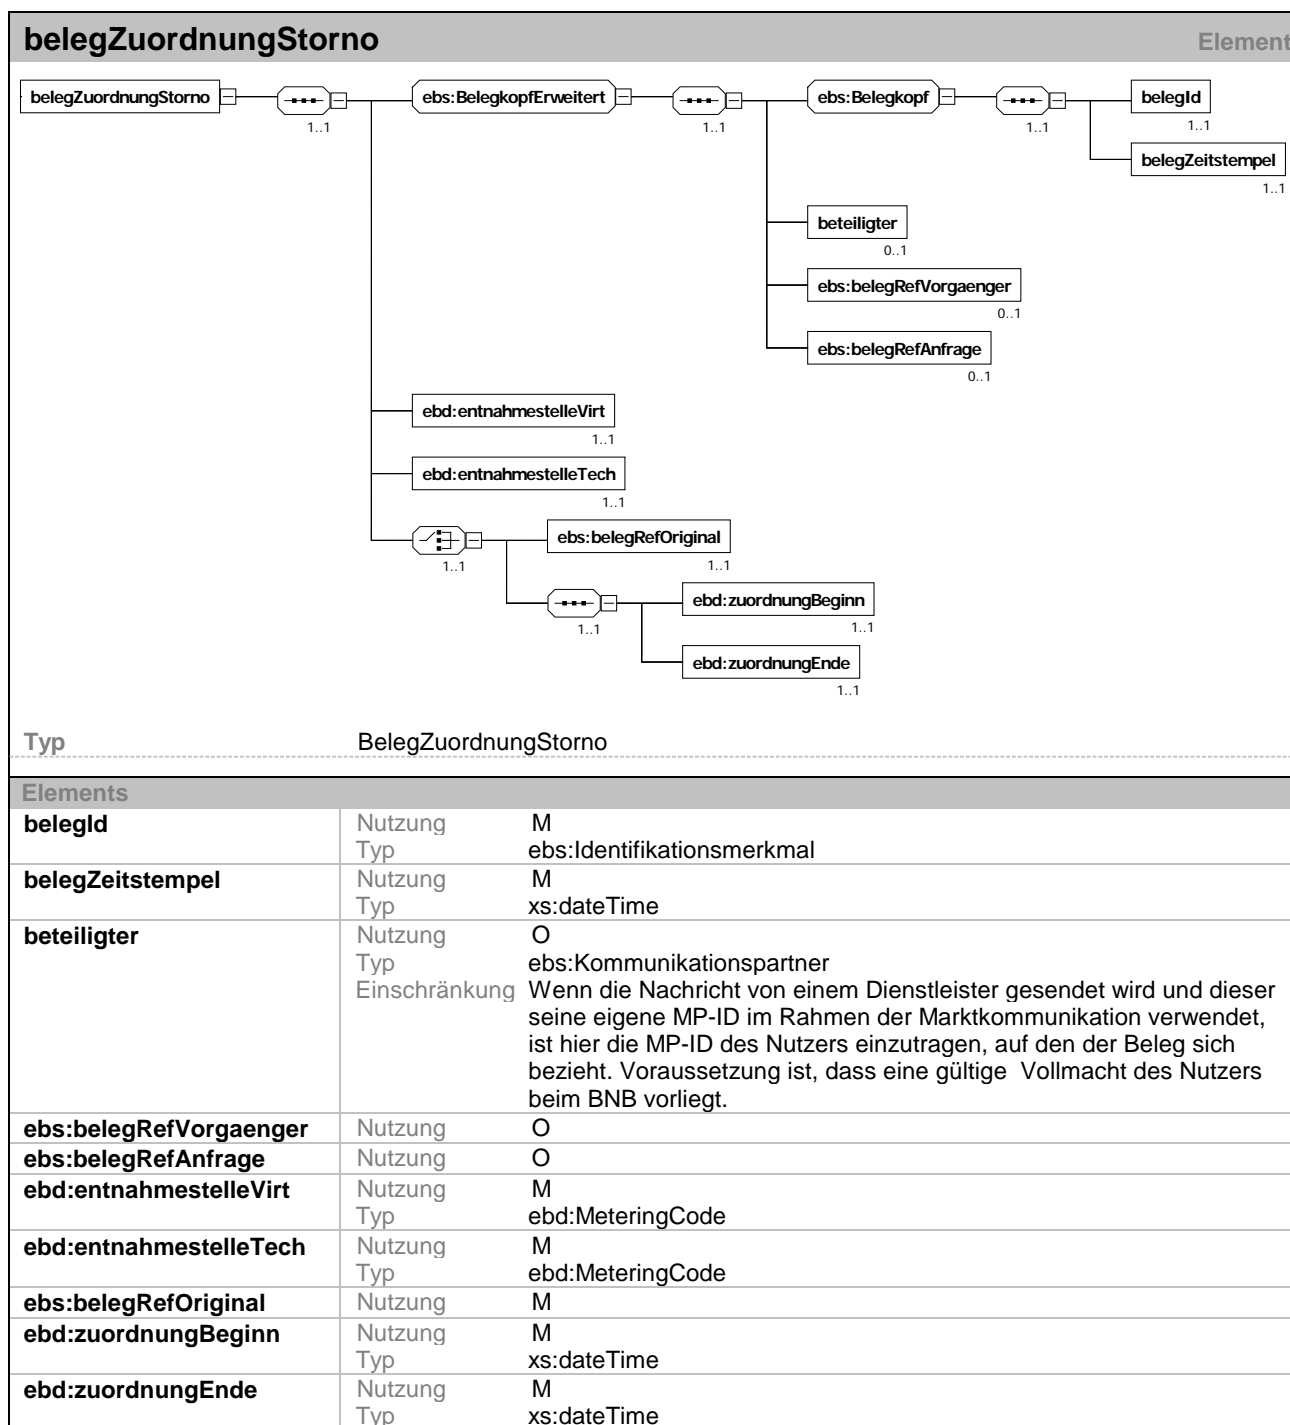 belegZuordnungStorno Element
belegZuordnungStorno ebs:BelegkopfErweitert ebs:Belegkopf belegId
1..1 1..1 1..1 1..1
belegZeitstempel
1..1
beteiligter
0..1
ebs:belegRefVorgaenger
0..1
ebs:belegRefAnfrage
0..1
ebd:entnahmestelleVirt
1..1
ebd:entnahmestelleTech
1..1
ebs:belegRefOriginal
1..1 1..1
ebd:zuordnungBeginn
1..1 1..1
ebd:zuordnungEnde
1..1
Typ BelegZuordnungStorno
Elements
belegId Nutzung M
Typ ebs:Identifikationsmerkmal
belegZeitstempel Nutzung M
Typ xs:dateTime
beteiligter Nutzung O
Typ ebs:Kommunikationspartner
Einschränkung Wenn die Nachricht von einem Dienstleister gesendet wird und dieser
seine eigene MP-ID im Rahmen der Marktkommunikation verwendet,
ist hier die MP-ID des Nutzers einzutragen, auf den der Beleg sich
bezieht. Voraussetzung ist, dass eine gültige Vollmacht des Nutzers
beim BNB vorliegt.
ebs:belegRefVorgaenger Nutzung O
ebs:belegRefAnfrage Nutzung O
ebd:entnahmestelleVirt Nutzung M
Typ ebd:MeteringCode
ebd:entnahmestelleTech Nutzung M
Typ ebd:MeteringCode
ebs:belegRefOriginal Nutzung M
ebd:zuordnungBeginn Nutzung M
Typ xs:dateTime
ebd:zuordnungEnde Nutzung M
Typ xs:dateTime